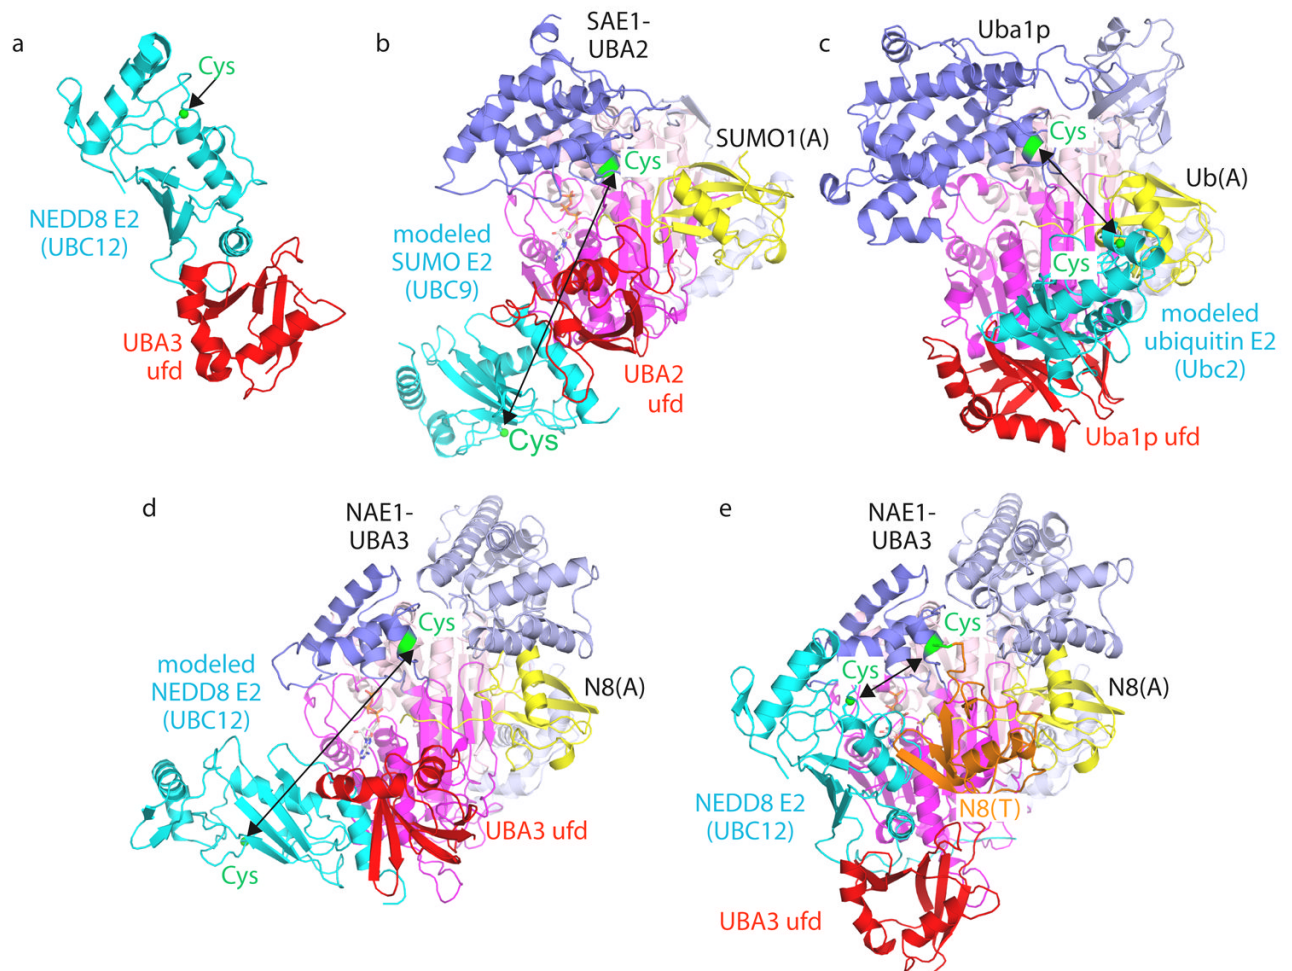 a
Cys
NEDD8 E2
(UBC12)
UBA3
ufd
b
SAE1-
UBA2
Cys
SUMO1(A)
modeled
SUMO E2
(UBC9)
UBA2
ufd
Cys
c
Uba1p
Cys
Ub(A)
Cys
modeled
ubiquitin E2
(Ubc2)
Uba1p ufd
d
NAE1-
UBA3
Cys
modeled
NEDD8 E2
(UBC12)
N8(A)
UBA3 ufd
Cys
e
NAE1-
UBA3
Cys
Cys
N8(A)
NEDD8 E2
(UBC12)
N8(T)
UBA3 ufd